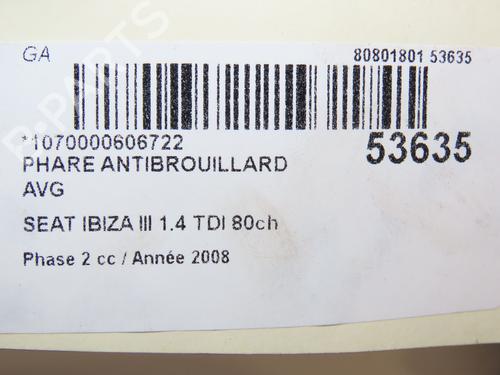 GA
80801801 53635
*1070000606722
53635
PHARE ANTIBROUILLARD
AVG
SEAT IBIZA III 1.4 TDI 80ch
Phase 2 cc / Année 2008
B-PARTS